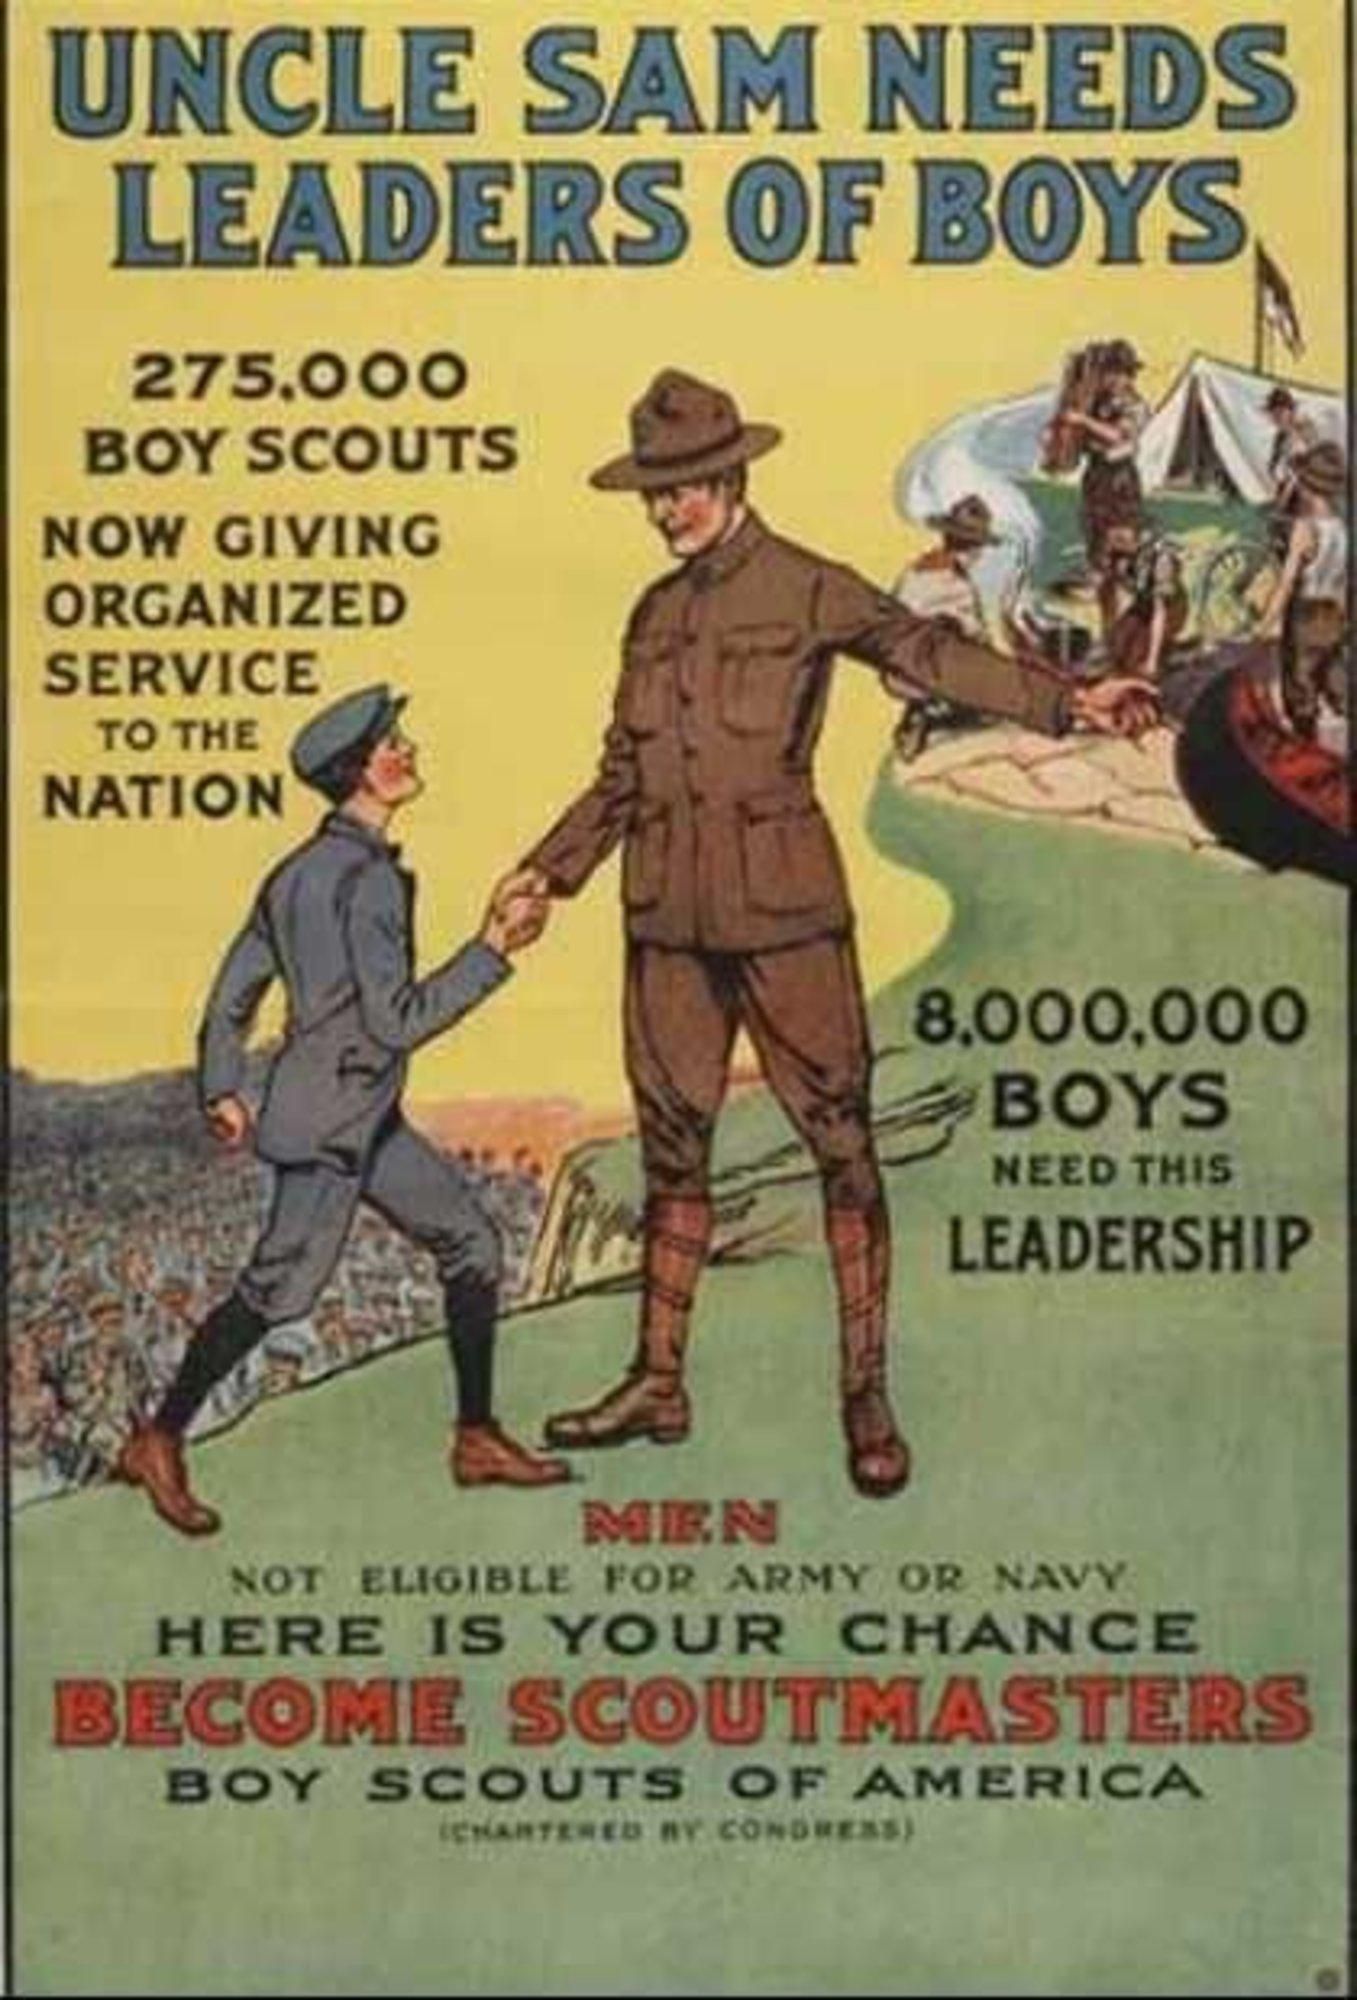 UNCLE SAM NEEDS
LEADERS OF BOYS
275,000
BOY SCOUTS
NOW GIVING
ORGANIZED
SERVICE
TO THE
NATION
8,000,000
BOYS
NEED THIS
LEADERSHIP
MEN
NOT ELIGIBLE FOR ARMY OR NAVY
HERE IS YOUR CHANCE
BECOME SCOUTMASTERS
BOY SCOUTS OF AMERICA
(CHARTERED BY CONGRESS)